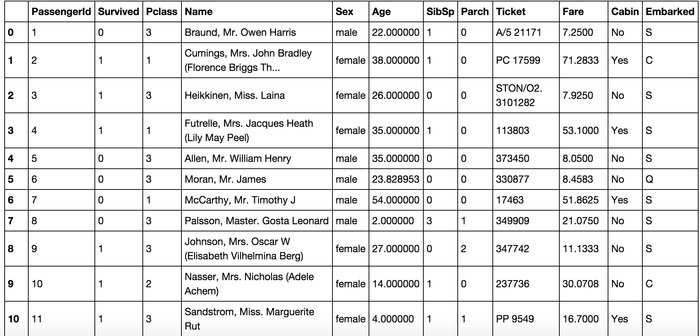 PassengerId Survived Pclass Name Sex Age SibSp Parch Ticket Fare Cabin Embarked
0 1 0 3 Braund, Mr. Owen Harris male 22.000000 1 0 A/5 21171 7.2500 No S
1 2 1 1 Cumings, Mrs. John Bradley
(Florence Briggs Th... female 38.000000 1 0 PC 17599 71.2833 Yes C
2 3 1 3 Heikkinen, Miss. Laina female 26.000000 0 0 STON/O2.
3101282 7.9250 No S
3 4 1 1 Futrelle, Mrs. Jacques Heath
(Lily May Peel) female 35.000000 1 0 113803 53.1000 Yes S
4 5 0 3 Allen, Mr. William Henry male 35.000000 0 0 373450 8.0500 No S
5 6 0 3 Moran, Mr. James male 23.828953 0 0 330877 8.4583 No Q
6 7 0 1 McCarthy, Mr. Timothy J male 54.000000 0 0 17463 51.8625 Yes S
7 8 0 3 Palsson, Master. Gosta Leonard male 2.000000 3 1 349909 21.0750 No S
8 9 1 3 Johnson, Mrs. Oscar W
(Elisabeth Vilhelmina Berg) female 27.000000 0 2 347742 11.1333 No S
9 10 1 2 Nasser, Mrs. Nicholas (Adele
Achem) female 14.000000 1 0 237736 30.0708 No C
10 11 1 3 Sandstrom, Miss. Marguerite
Rut female 4.000000 1 1 PP 9549 16.7000 Yes S